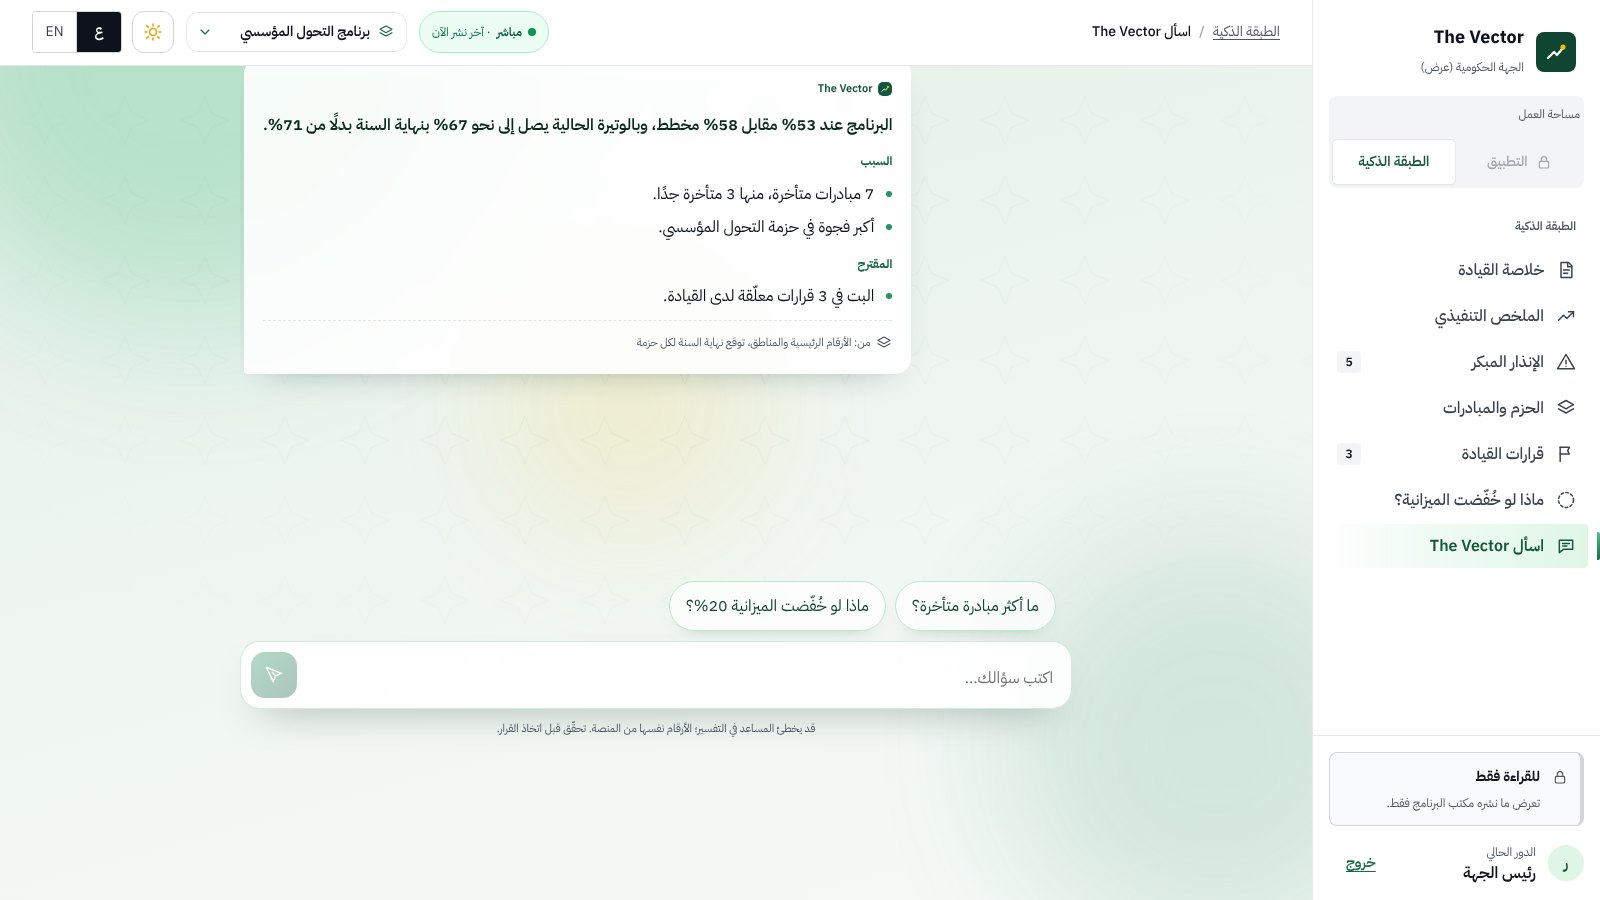 The Vector
الجهة الحكومية (عرض)
مساحة العمل
التطبيق
الطبقة الذكية
الطبقة الذكية
خلاصة القيادة
الملخص التنفيذي
الإنذار المبكر
5
الحزم والمبادرات
قرارات القيادة
3
ماذا لو خُفّضت الميزانية؟
اسأل The Vector
للقراءة فقط
تعرض ما نشره مكتب البرنامج فقط.
ر
الدور الحالي
رئيس الجهة
خروج
الطبقة الذكية / اسأل The Vector
مباشر · آخر نشر الآن
برنامج التحول المؤسسي
ع
EN
The Vector
البرنامج عند 53% مقابل 58% مخطط، وبالوتيرة الحالية يصل إلى نحو 67% بنهاية السنة بدلًا من 71%.
السبب
7 مبادرات متأخرة، منها 3 متأخرة جدًا.
أكبر فجوة في حزمة التحول المؤسسي.
المقترح
البت في 3 قرارات معلّقة لدى القيادة.
من: الأرقام الرئيسية والمناطق، توقع نهاية السنة لكل حزمة
ما أكثر مبادرة متأخرة؟
ماذا لو خُفّضت الميزانية 20%؟
اكتب سؤالك...
قد يخطئ المساعد في التفسير؛ الأرقام نفسها من المنصة. تحقّق قبل اتخاذ القرار.